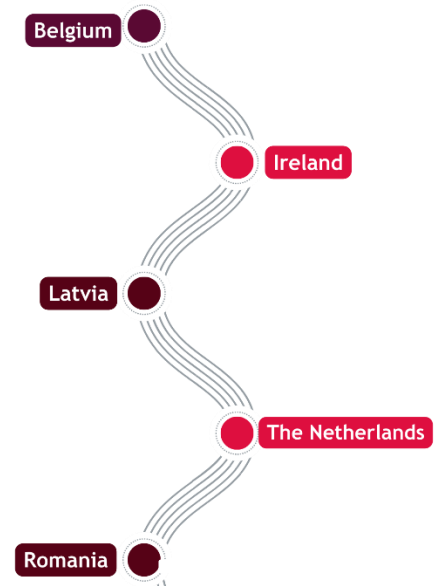 Belgium
Ireland
Latvia
The Netherlands
Romania